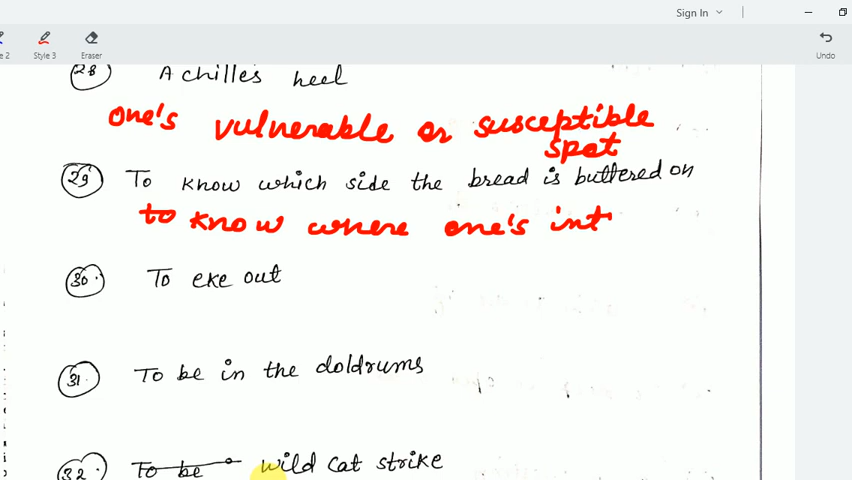 Sign In
e 2
Style 3
Eraser
Undo
28 Achilles heel
one's vulnerable or susceptible
spot
29 To know which side the bread is buttered on
to know where one's int
30. To eke out
31. To be in the doldrums
32. To be wild cat strike